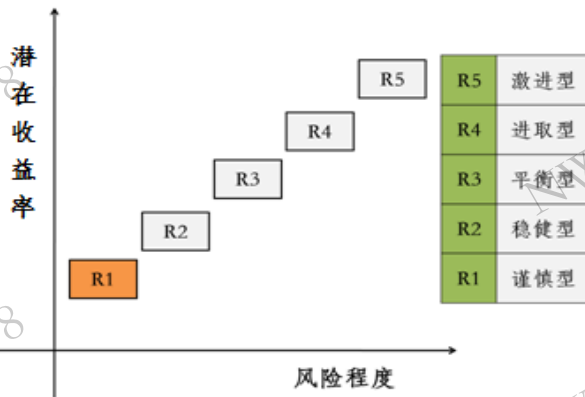 潜在收益率
R5
R4
R3
R2
R1
风险程度
R5 激进型
R4 进取型
R3 平衡型
R2 稳健型
R1 谨慎型